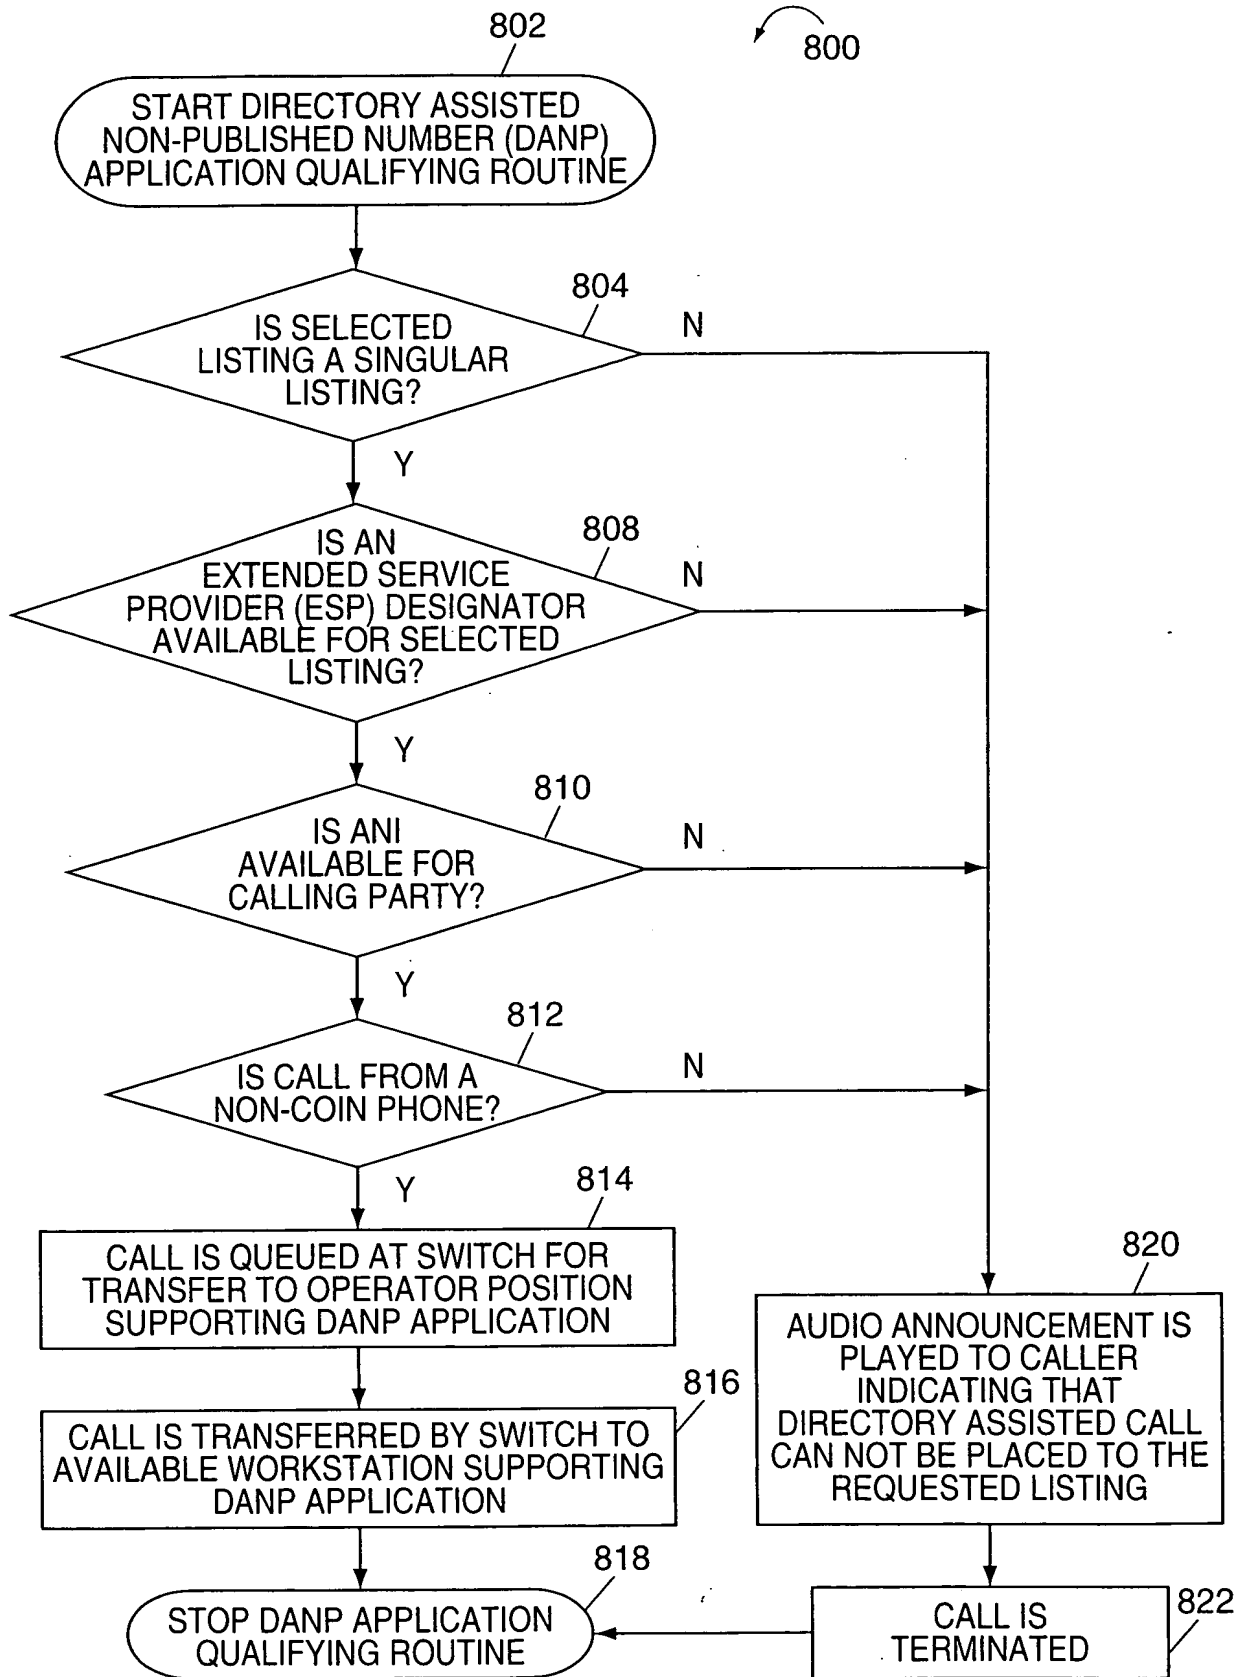 802
800
START DIRECTORY ASSISTED
NON-PUBLISHED NUMBER (DANP)
APPLICATION QUALIFYING ROUTINE
804
IS SELECTED
LISTING A SINGULAR
LISTING?
N
Y
808
IS AN
EXTENDED SERVICE
PROVIDER (ESP) DESIGNATOR
AVAILABLE FOR SELECTED
LISTING?
N
Y
810
IS ANI
AVAILABLE FOR
CALLING PARTY?
N
Y
812
IS CALL FROM A
NON-COIN PHONE?
N
Y
814
CALL IS QUEUED AT SWITCH FOR
TRANSFER TO OPERATOR POSITION
SUPPORTING DANP APPLICATION
816
CALL IS TRANSFERRED BY SWITCH TO
AVAILABLE WORKSTATION SUPPORTING
DANP APPLICATION
820
AUDIO ANNOUNCEMENT IS
PLAYED TO CALLER
INDICATING THAT
DIRECTORY ASSISTED CALL
CAN NOT BE PLACED TO THE
REQUESTED LISTING
818
STOP DANP APPLICATION
QUALIFYING ROUTINE
822
CALL IS
TERMINATED